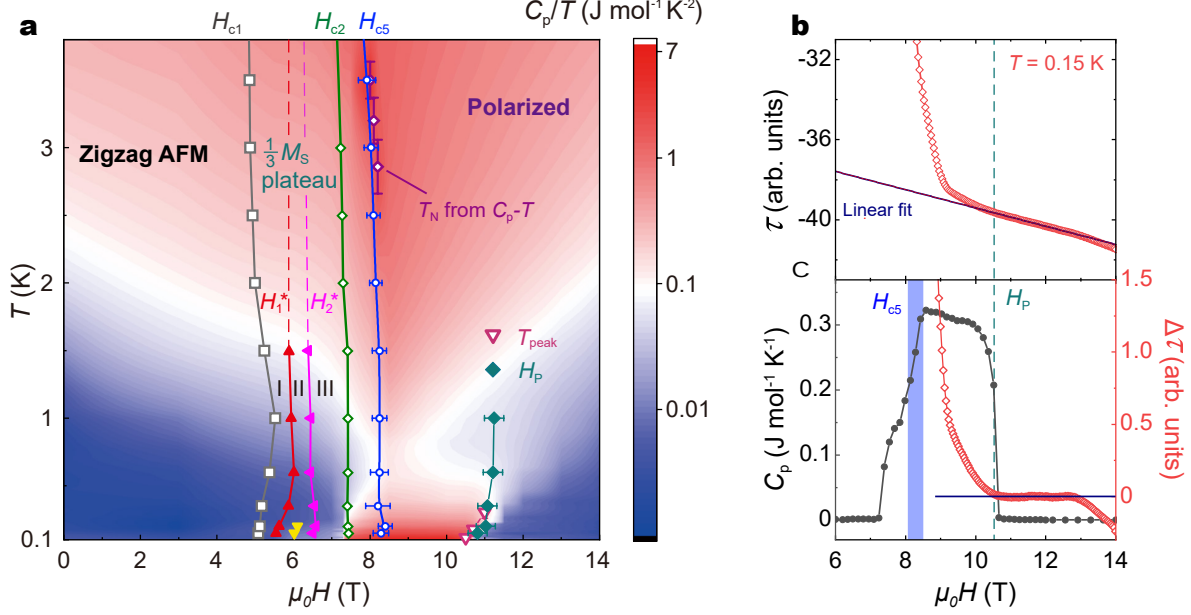 a
H_c1
H_c2
H_c5
C_p/T (J mol⁻¹ K⁻²)
7
1
0.1
0.01
Zigzag AFM
1/3 M_S
plateau
Polarized
T_N from C_p-T
H_1*
H_2*
I
II
III
T_peak
H_P
T (K)
3
2
1
0.1
0
2
4
6
8
10
12
14
μ₀H (T)
b
T = 0.15 K
Linear fit
τ (arb. units)
-31
-36
-38
-40
C
H_c5
H_P
C_p (J mol⁻¹ K⁻¹)
0.3
0.2
0.1
0
Δτ (arb. units)
1.5
1.0
0.5
0
6
8
10
12
14
μ₀H (T)